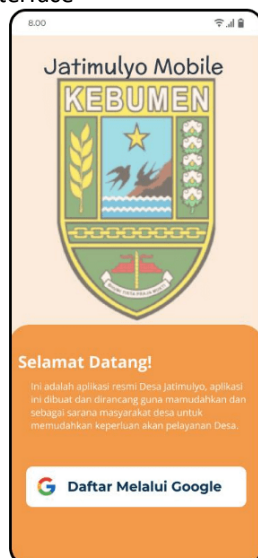 8.00
Jatimulyo Mobile
KEBUMEN
Selamat Datang!
Ini adalah aplikasi resmi Desa Jatimulyo, aplikasi
ini dibuat dan dirancang guna mamudahkan dan
sebagai sarana masyarakat desa untuk
memudahkan keperluan akan pelayanan Desa.
Daftar Melalui Google